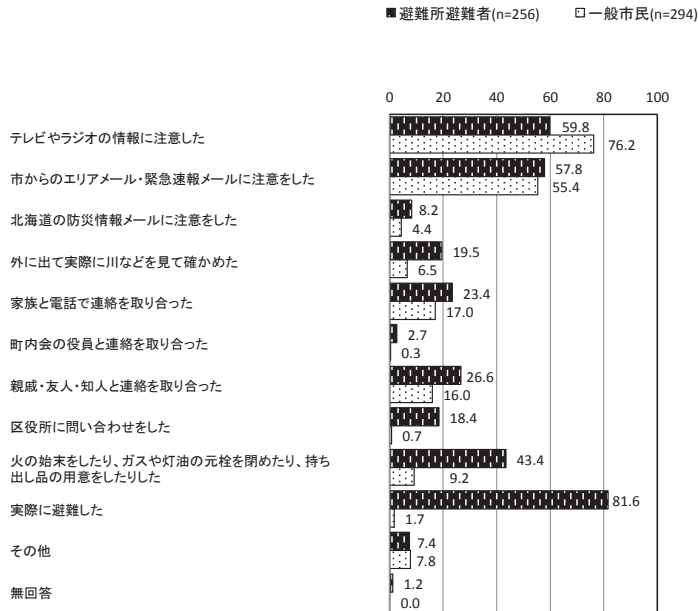 ■避難所避難者(n=256) □一般市民(n=294)
0 20 40 60 80 100
テレビやラジオの情報に注意した
59.8
76.2
市からのエリアメール・緊急速報メールに注意をした
57.8
55.4
北海道の防災情報メールに注意をした
8.2
4.4
外に出て実際に川などを見て確かめた
19.5
6.5
家族と電話で連絡を取り合った
23.4
17.0
町内会の役員と連絡を取り合った
2.7
0.3
親戚・友人・知人と連絡を取り合った
26.6
16.0
区役所に問い合わせをした
18.4
0.7
火の始末をしたり、ガスや灯油の元栓を閉めたり、持ち
出し品の用意をしたりした
43.4
9.2
実際に避難した
81.6
1.7
その他
7.4
7.8
無回答
1.2
0.0